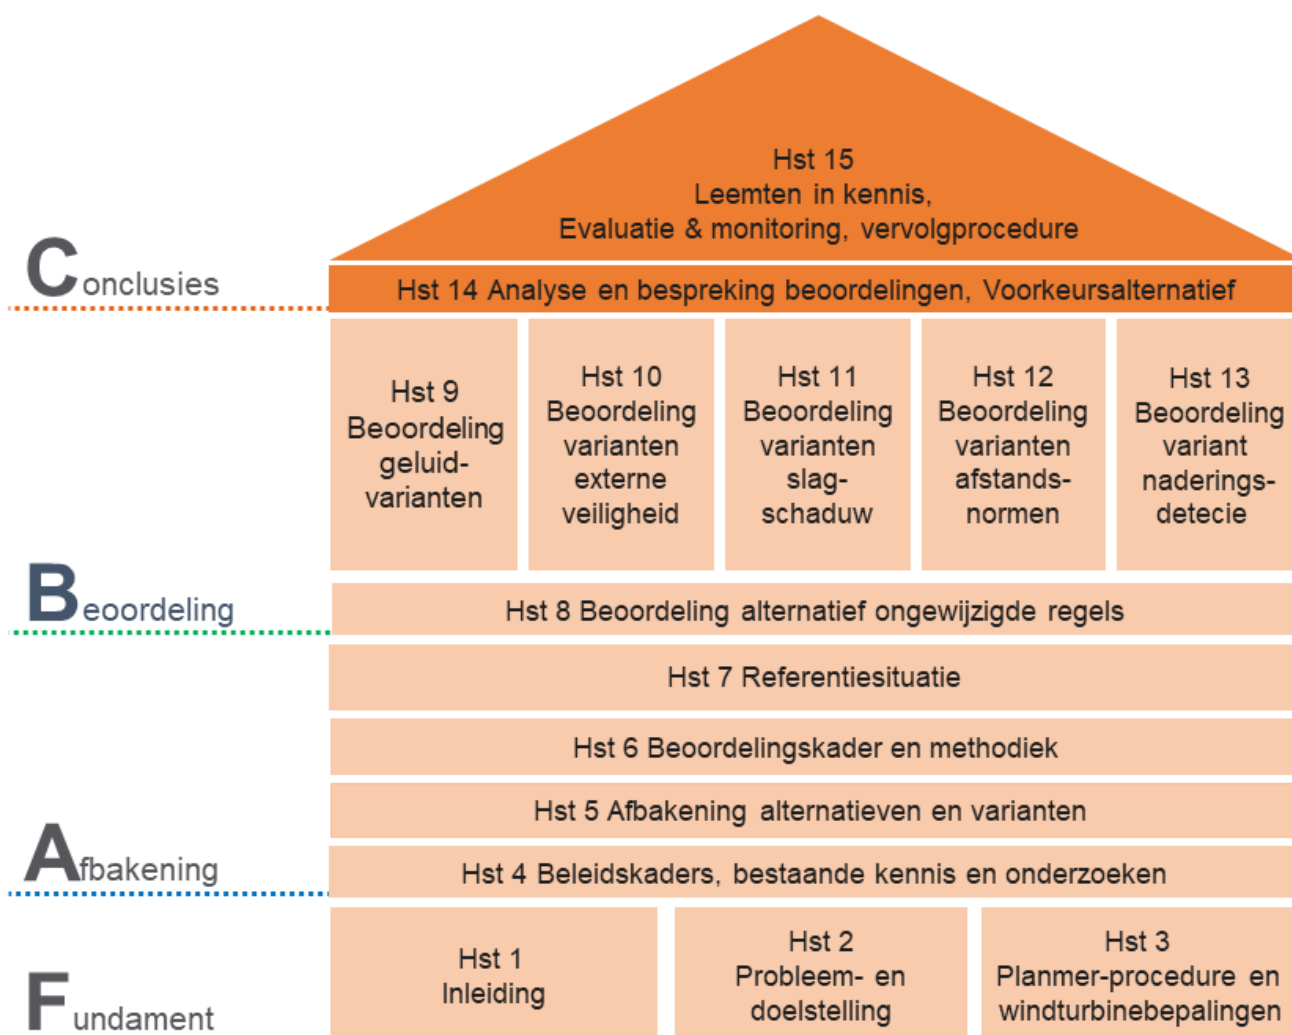 Hst 15
Leemten in kennis,
Evaluatie & monitoring, vervolgprocedure
Conclusies
Hst 14 Analyse en bespreking beoordelingen, Voorkeursalternatief
Hst 9
Beoordeling
geluid-
varianten
Hst 10
Beoordeling
varianten
externe
veiligheid
Hst 11
Beoordeling
varianten
slag-
schaduw
Hst 12
Beoordeling
varianten
afstands-
normen
Hst 13
Beoordeling
variant
naderings-
detecie
Beoordeling
Hst 8 Beoordeling alternatief ongewijzigde regels
Hst 7 Referentiesituatie
Hst 6 Beoordelingskader en methodiek
Hst 5 Afbakening alternatieven en varianten
Afbakening
Hst 4 Beleidskaders, bestaande kennis en onderzoeken
Hst 1
Inleiding
Hst 2
Probleem- en
doelstelling
Hst 3
Planmer-procedure en
windturbinebepalingen
Fundament